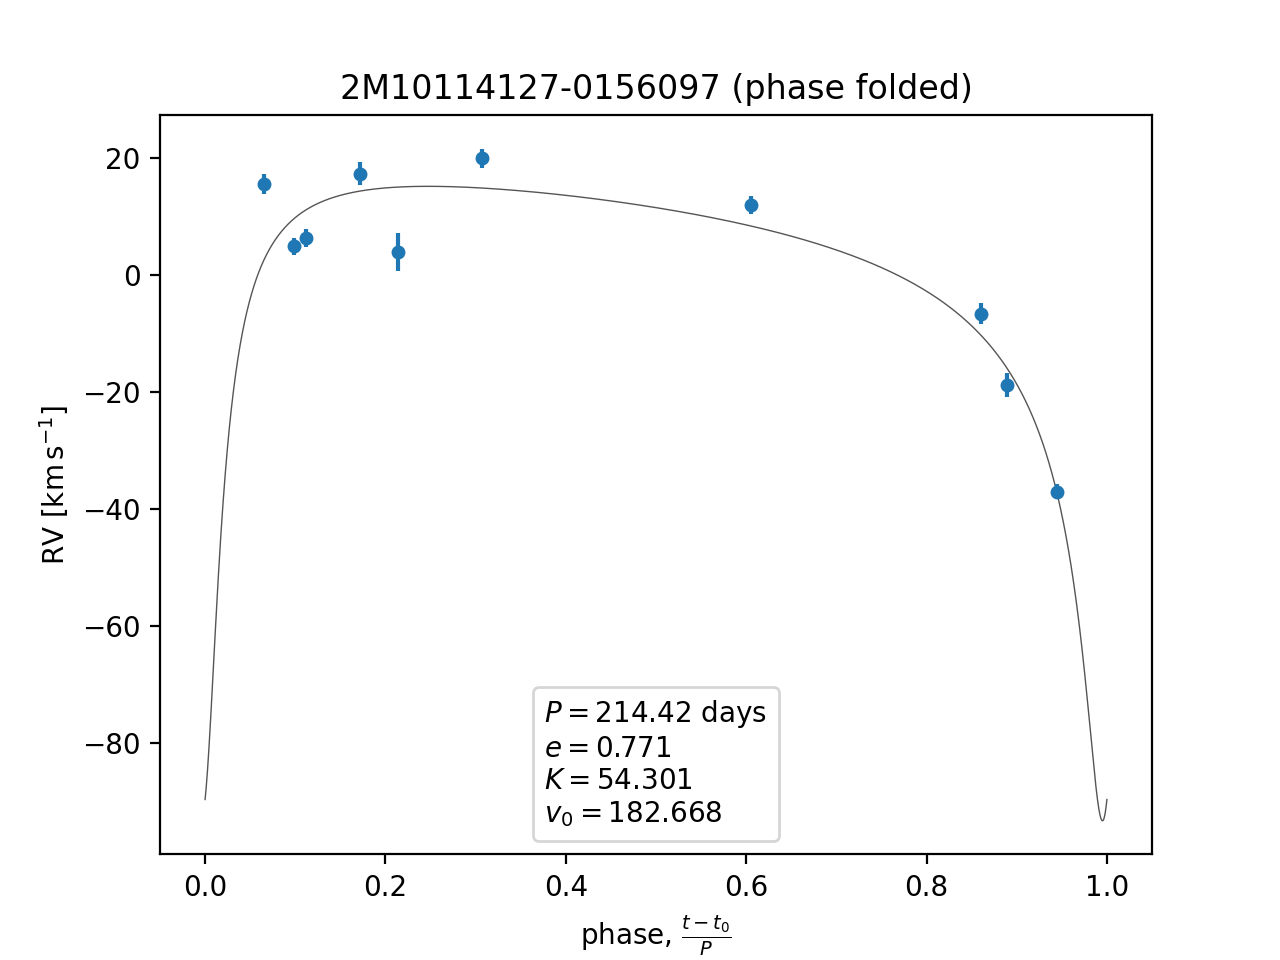 2M10114127-0156097 (phase folded)
20
0
−20
−40
−60
−80
RV [km s⁻¹]
P = 214.42 days
e = 0.771
K = 54.301
v₀ = 182.668
0.0 0.2 0.4 0.6 0.8 1.0
phase, (t − t₀)/P